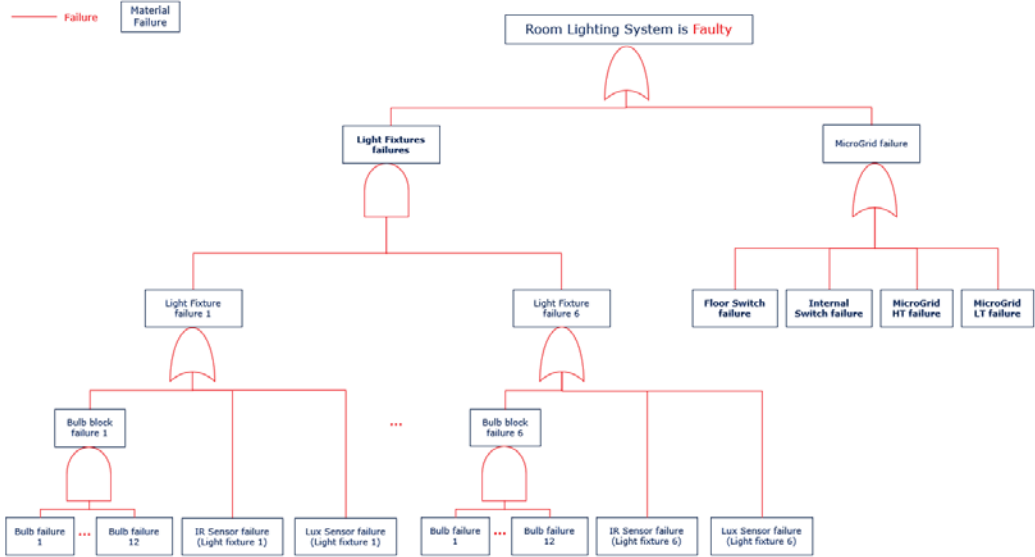 Failure
Material
Failure
Room Lighting System is Faulty
Light Fixtures
failures
MicroGrid failure
Light Fixture
failure 1
Light Fixture
failure 6
Floor Switch
failure
Internal
Switch failure
MicroGrid
HT failure
MicroGrid
LT failure
Bulb block
failure 1
...
Bulb block
failure 6
Bulb failure
1
...
Bulb failure
12
IR Sensor failure
(Light fixture 1)
Lux Sensor failure
(Light fixture 1)
Bulb failure
1
...
Bulb failure
12
IR Sensor failure
(Light fixture 6)
Lux Sensor failure
(Light fixture 6)